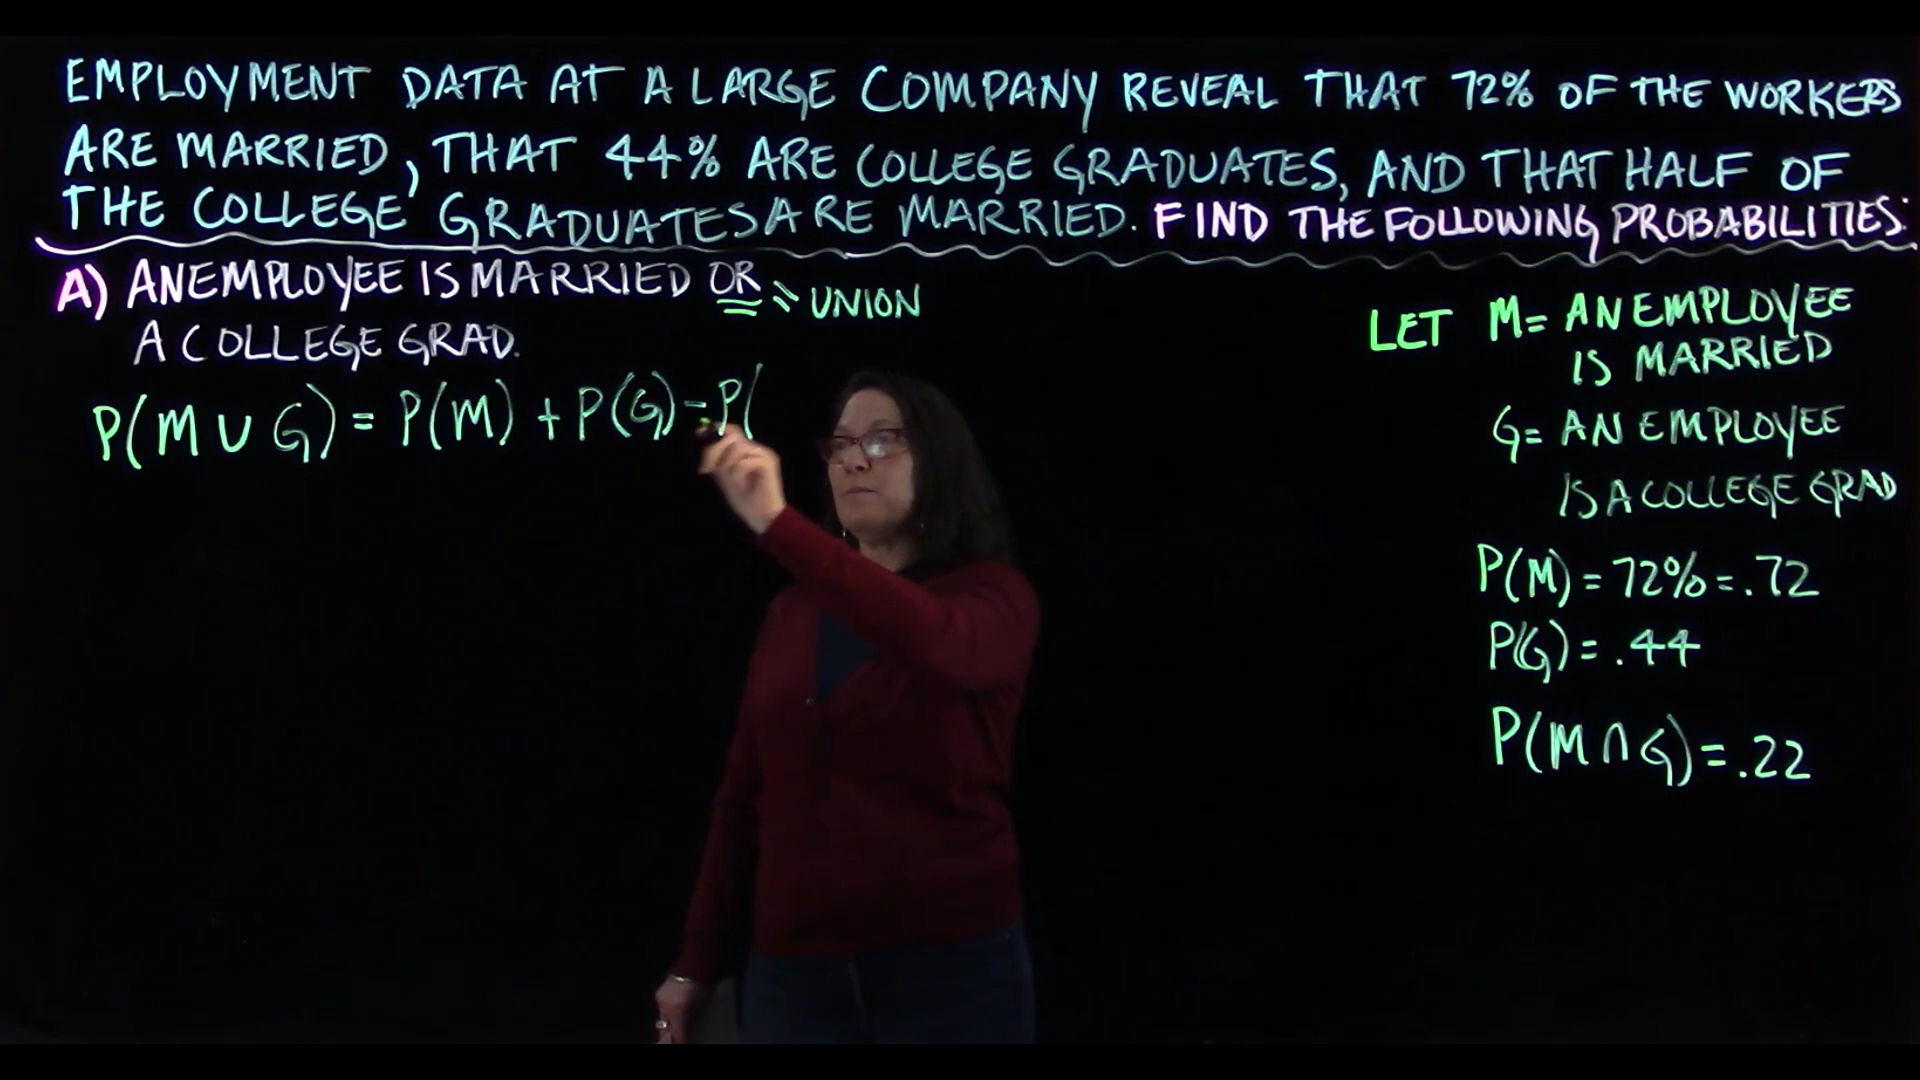 EMPLOYMENT DATA AT A LARGE COMPANY REVEAL THAT 72% OF THE WORKERS
ARE MARRIED, THAT 44% ARE COLLEGE GRADUATES, AND THAT HALF OF
THE COLLEGE GRADUATES ARE MARRIED. FIND THE FOLLOWING PROBABILITIES:
A) AN EMPLOYEE IS MARRIED OR UNION
A COLLEGE GRAD.
P(M ∪ G) = P(M) + P(G) - P(
LET M = AN EMPLOYEE
IS MARRIED
G = AN EMPLOYEE
IS A COLLEGE GRAD
P(M) = 72% = .72
P(G) = .44
P(M ∩ G) = .22